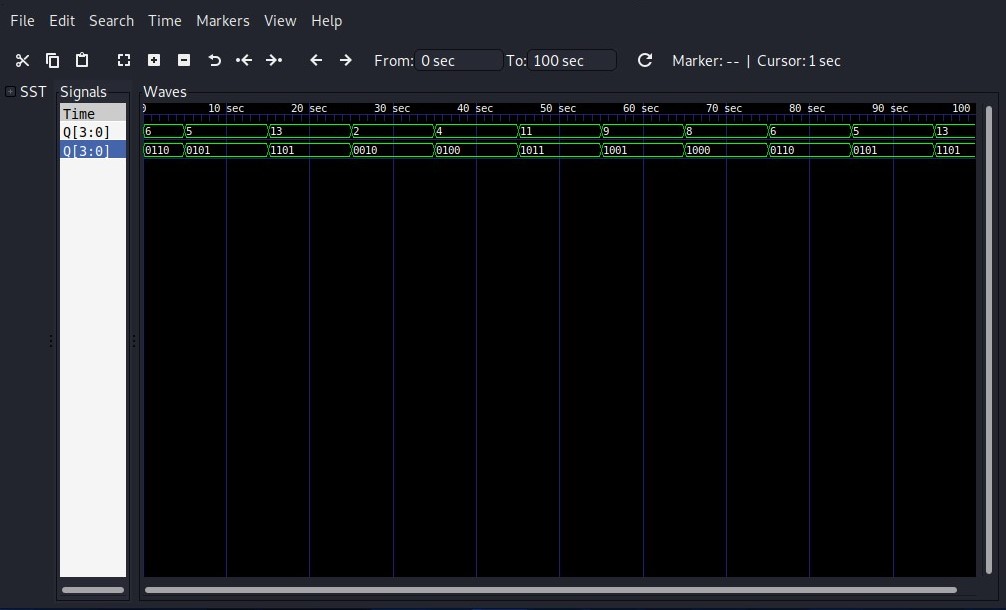 File Edit Search Time Markers View Help
From: 0 sec To: 100 sec Marker: -- | Cursor: 1 sec
SST Signals Waves
Time 0 10 sec 20 sec 30 sec 40 sec 50 sec 60 sec 70 sec 80 sec 90 sec 100
Q[3:0] 6 5 13 2 4 11 9 8 6 5 13
Q[3:0] 0110 0101 1101 0010 0100 1011 1001 1000 0110 0101 1101